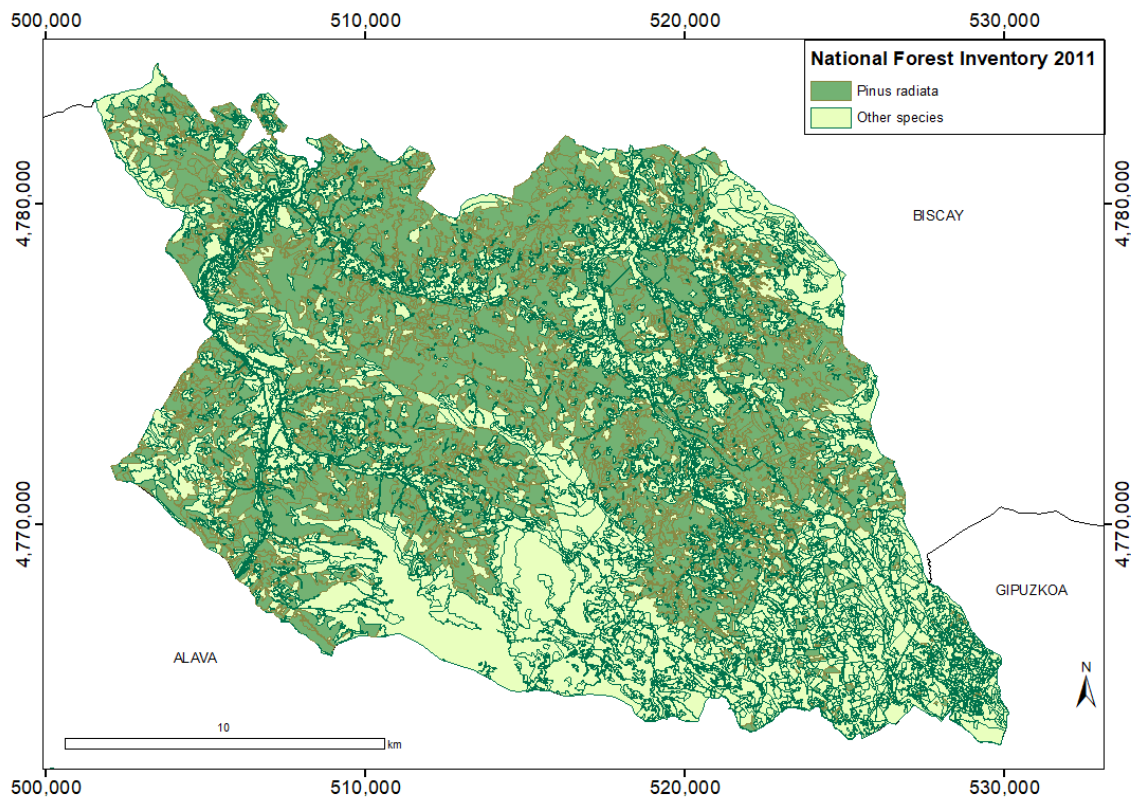 500,000
510,000
520,000
530,000
National Forest Inventory 2011
Pinus radiata
Other species
4,780,000
4,780,000
BISCAY
4,770,000
4,770,000
GIPUZKOA
ALAVA
N
10
km
500,000
510,000
520,000
530,000